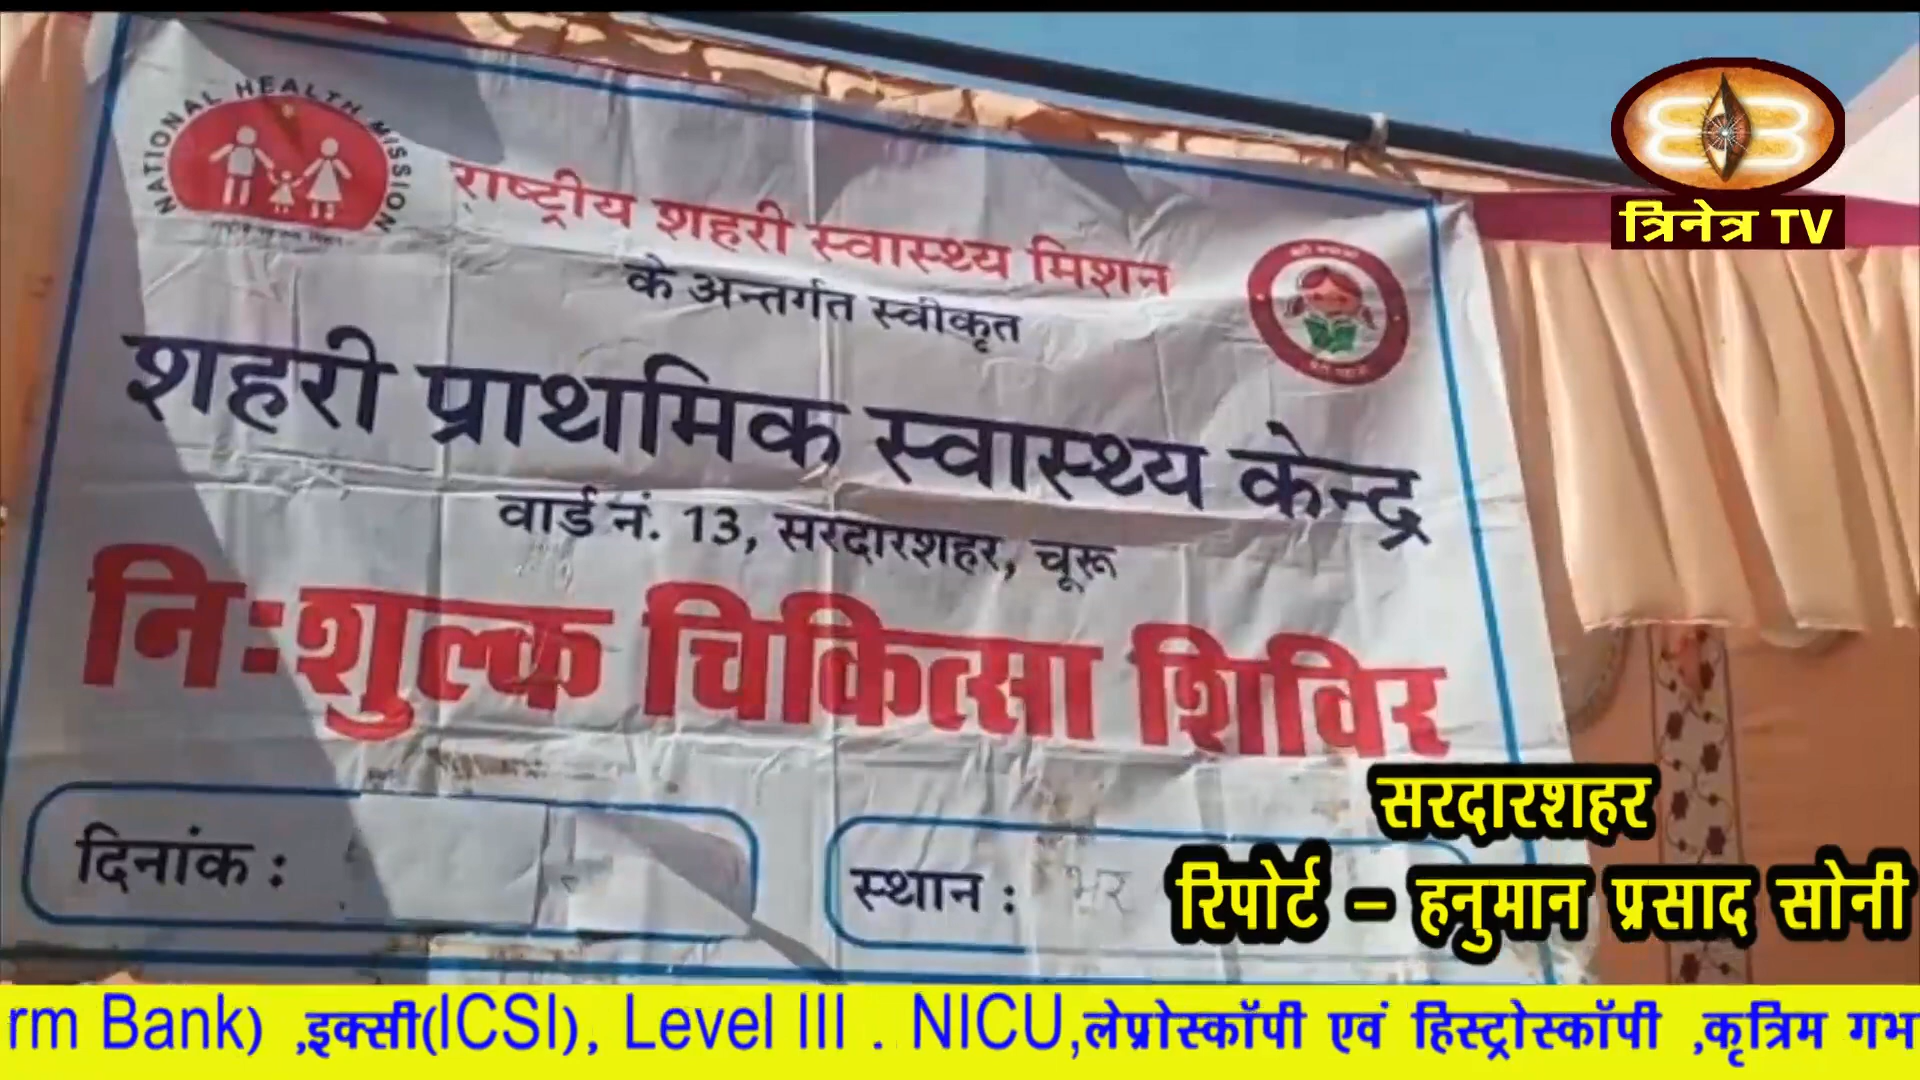 NATIONAL HEALTH MISSION
त्रिनेत्र TV
राष्ट्रीय शहरी स्वास्थ्य मिशन
के अन्तर्गत स्वीकृत
शहरी प्राथमिक स्वास्थ्य केन्द्र
वार्ड नं. 13, सरदारशहर, चूरू
नि:शुल्क चिकित्सा शिविर
दिनांक :
स्थान :
सरदारशहर
रिपोर्ट – हनुमान प्रसाद सोनी
rm Bank) ,इक्सी(ICSI), Level III . NICU,लेप्रोस्कॉपी एवं हिस्ट्रोस्कॉपी ,कृत्रिम गभ